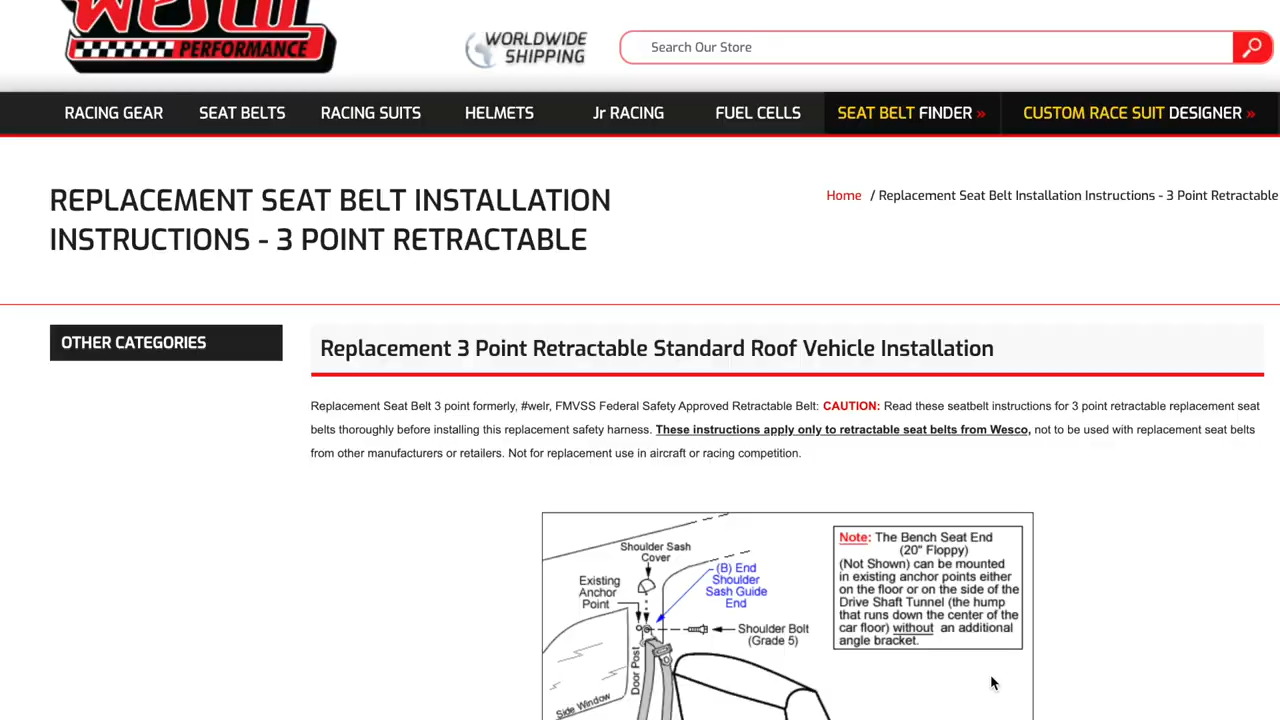 Wesco
PERFORMANCE
WORLDWIDE
SHIPPING
Search Our Store
RACING GEAR
SEAT BELTS
RACING SUITS
HELMETS
Jr RACING
FUEL CELLS
SEAT BELT FINDER »
CUSTOM RACE SUIT DESIGNER »
REPLACEMENT SEAT BELT INSTALLATION
INSTRUCTIONS - 3 POINT RETRACTABLE
Home / Replacement Seat Belt Installation Instructions - 3 Point Retractable
OTHER CATEGORIES
Replacement 3 Point Retractable Standard Roof Vehicle Installation
Replacement Seat Belt 3 point formerly, #welr, FMVSS Federal Safety Approved Retractable Belt: CAUTION: Read these seatbelt instructions for 3 point retractable replacement seat
belts thoroughly before installing this replacement safety harness. These instructions apply only to retractable seat belts from Wesco, not to be used with replacement seat belts
from other manufacturers or retailers. Not for replacement use in aircraft or racing competition.
Shoulder Sash
Cover
Existing
Anchor
Point
(B) End
Shoulder
Sash Guide
End
Shoulder Bolt
(Grade 5)
Door Post
Side Window
Note: The Bench Seat End
(20" Floppy)
(Not Shown) can be mounted
in existing anchor points either
on the floor or on the side of the
Drive Shaft Tunnel (the hump
that runs down the center of the
car floor) without an additional
angle bracket.